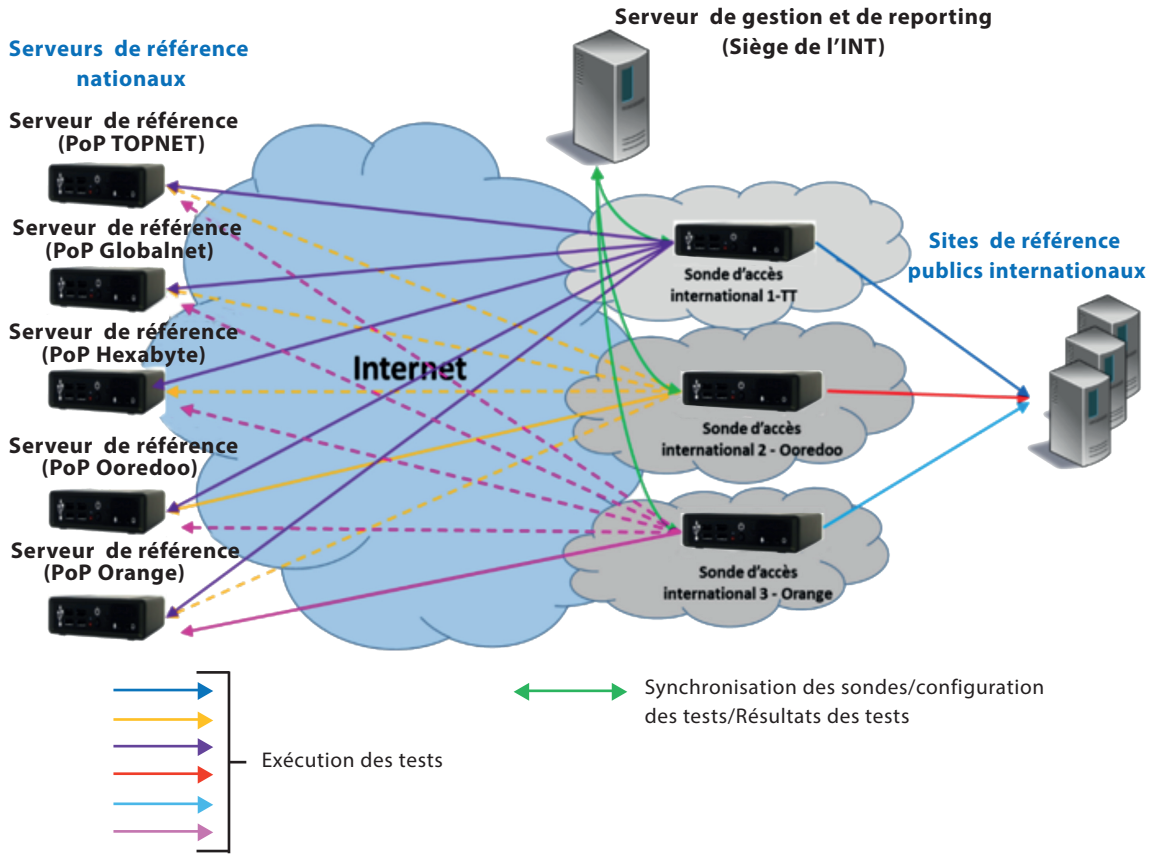 Serveur de gestion et de reporting
(Siège de l'INT)
Serveurs de référence
nationaux
Serveur de référence
(PoP TOPNET)
Serveur de référence
(PoP Globalnet)
Serveur de référence
(PoP Hexabyte)
Serveur de référence
(PoP Ooredoo)
Serveur de référence
(PoP Orange)
Internet
Sonde d'accès
international 1-TT
Sonde d'accès
international 2 - Ooredoo
Sonde d'accès
international 3 - Orange
Sites de référence
publics internationaux
Exécution des tests
Synchronisation des sondes/configuration
des tests/Résultats des tests